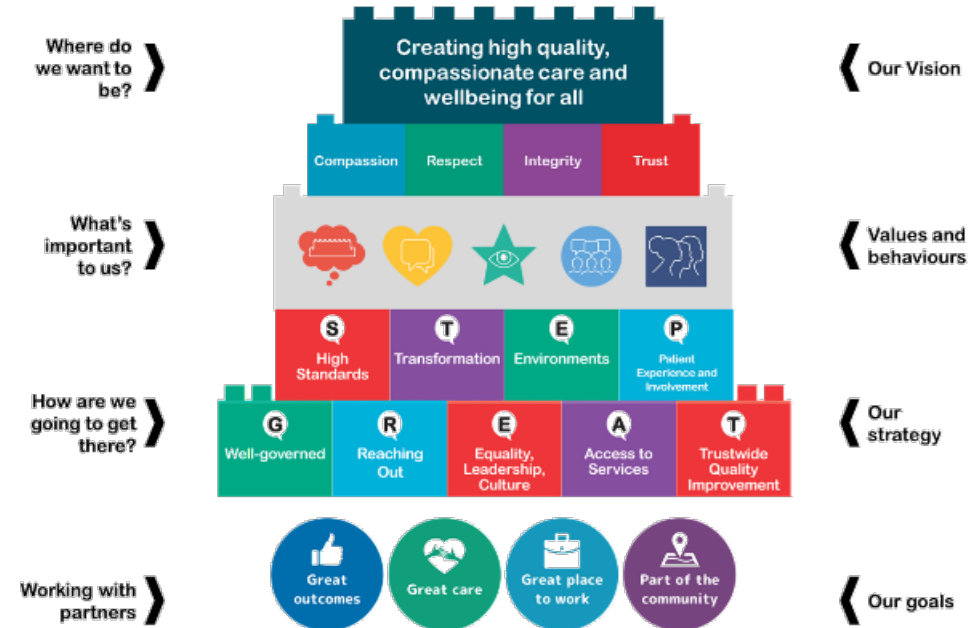 Where do
we want to
be?
Creating high quality,
compassionate care and
wellbeing for all
Our Vision
Compassion
Respect
Integrity
Trust
What's
important
to us?
Values and
behaviours
S
High
Standards
T
Transformation
E
Environments
P
Patient
Experience and
Involvement
How are we
going to get
there?
G
Well-governed
R
Reaching
Out
E
Equality,
Leadership,
Culture
A
Access to
Services
T
Trustwide
Quality
Improvement
Our
strategy
Working with
partners
Great
outcomes
Great care
Great place
to work
Part of the
community
Our goals